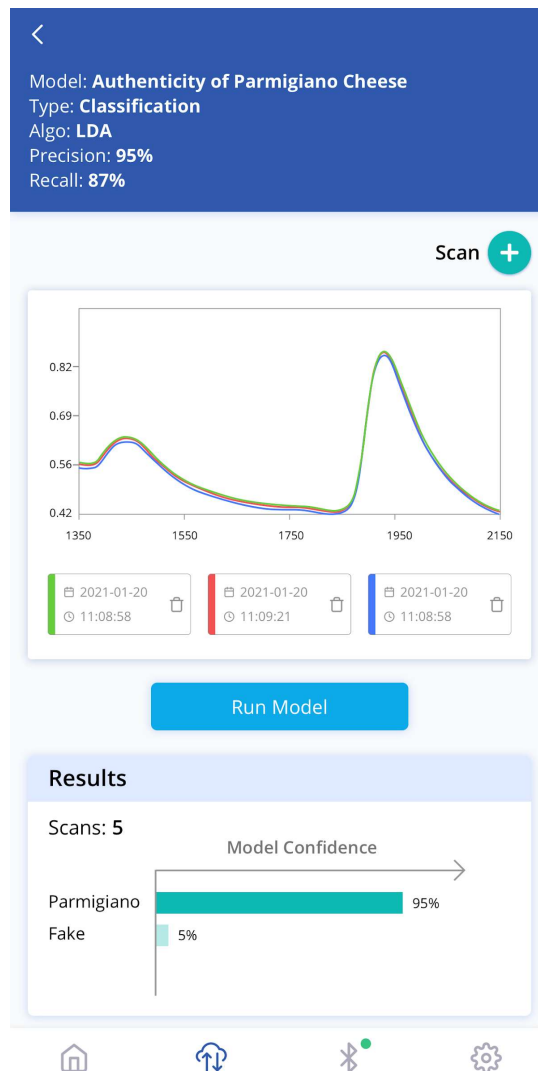 Model: Authenticity of Parmigiano Cheese
Type: Classification
Algo: LDA
Precision: 95%
Recall: 87%
Scan
0.82
0.69
0.56
0.42
1350 1550 1750 1950 2150
2021-01-20 2021-01-20 2021-01-20
11:08:58 11:09:21 11:08:58
Run Model
Results
Scans: 5
Model Confidence
Parmigiano 95%
Fake 5%